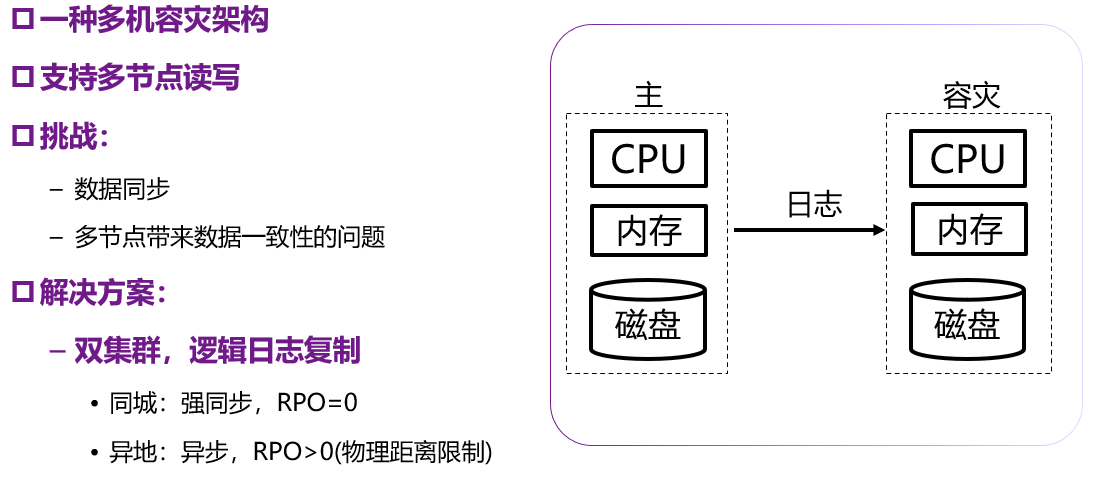 一种多机容灾架构
支持多节点读写
挑战：
– 数据同步
– 多节点带来数据一致性的问题
解决方案：
– 双集群，逻辑日志复制
• 同城：强同步，RPO=0
• 异地：异步，RPO>0(物理距离限制)
主
CPU
内存
磁盘
日志
容灾
CPU
内存
磁盘